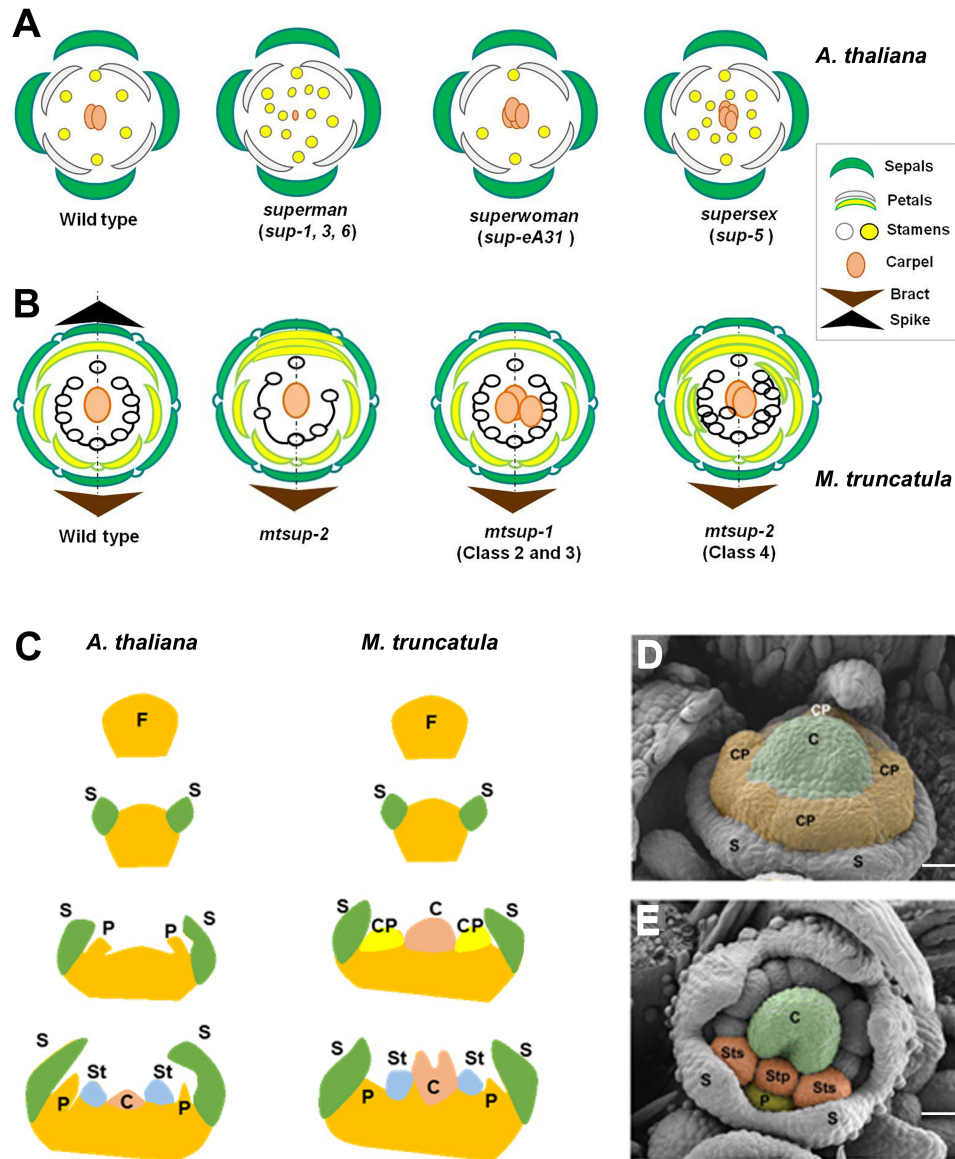 A
A. thaliana
Wild type
superman
(sup-1, 3, 6)
superwoman
(sup-eA31 )
supersex
(sup-5 )
Sepals
Petals
Stamens
Carpel
Bract
Spike
B
M. truncatula
Wild type
mtsup-2
mtsup-1
(Class 2 and 3)
mtsup-2
(Class 4)
C
A. thaliana
M. truncatula
F
F
S S
S S
S P P S
S CP C CP S
S St St S
P C P
S St St S
P C P
D
CP
C
CP CP
CP
S S
E
C
Sts
Stp Sts
S P S